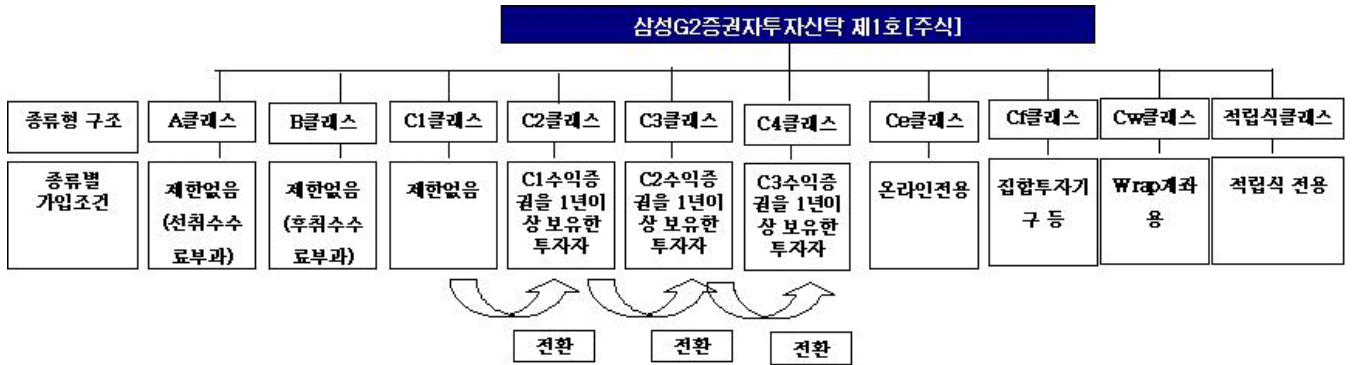 삼성G2증권자투자신탁 제1호[주식]
종류형 구조
A클래스
B클래스
C1클래스
C2클래스
C3클래스
C4클래스
Ce클래스
Cf클래스
Cw클래스
적립식클래스
종류별
가입조건
제한없음
(선취수수
료부과)
제한없음
(후취수수
료부과)
제한없음
C1수익증
권을 1년이
상 보유한
투자자
C2수익증
권을 1년이
상 보유한
투자자
C3수익증
권을 1년이
상 보유한
투자자
온라인전용
집합투자기
구 등
Wrap계좌
용
적립식 전용
전환
전환
전환